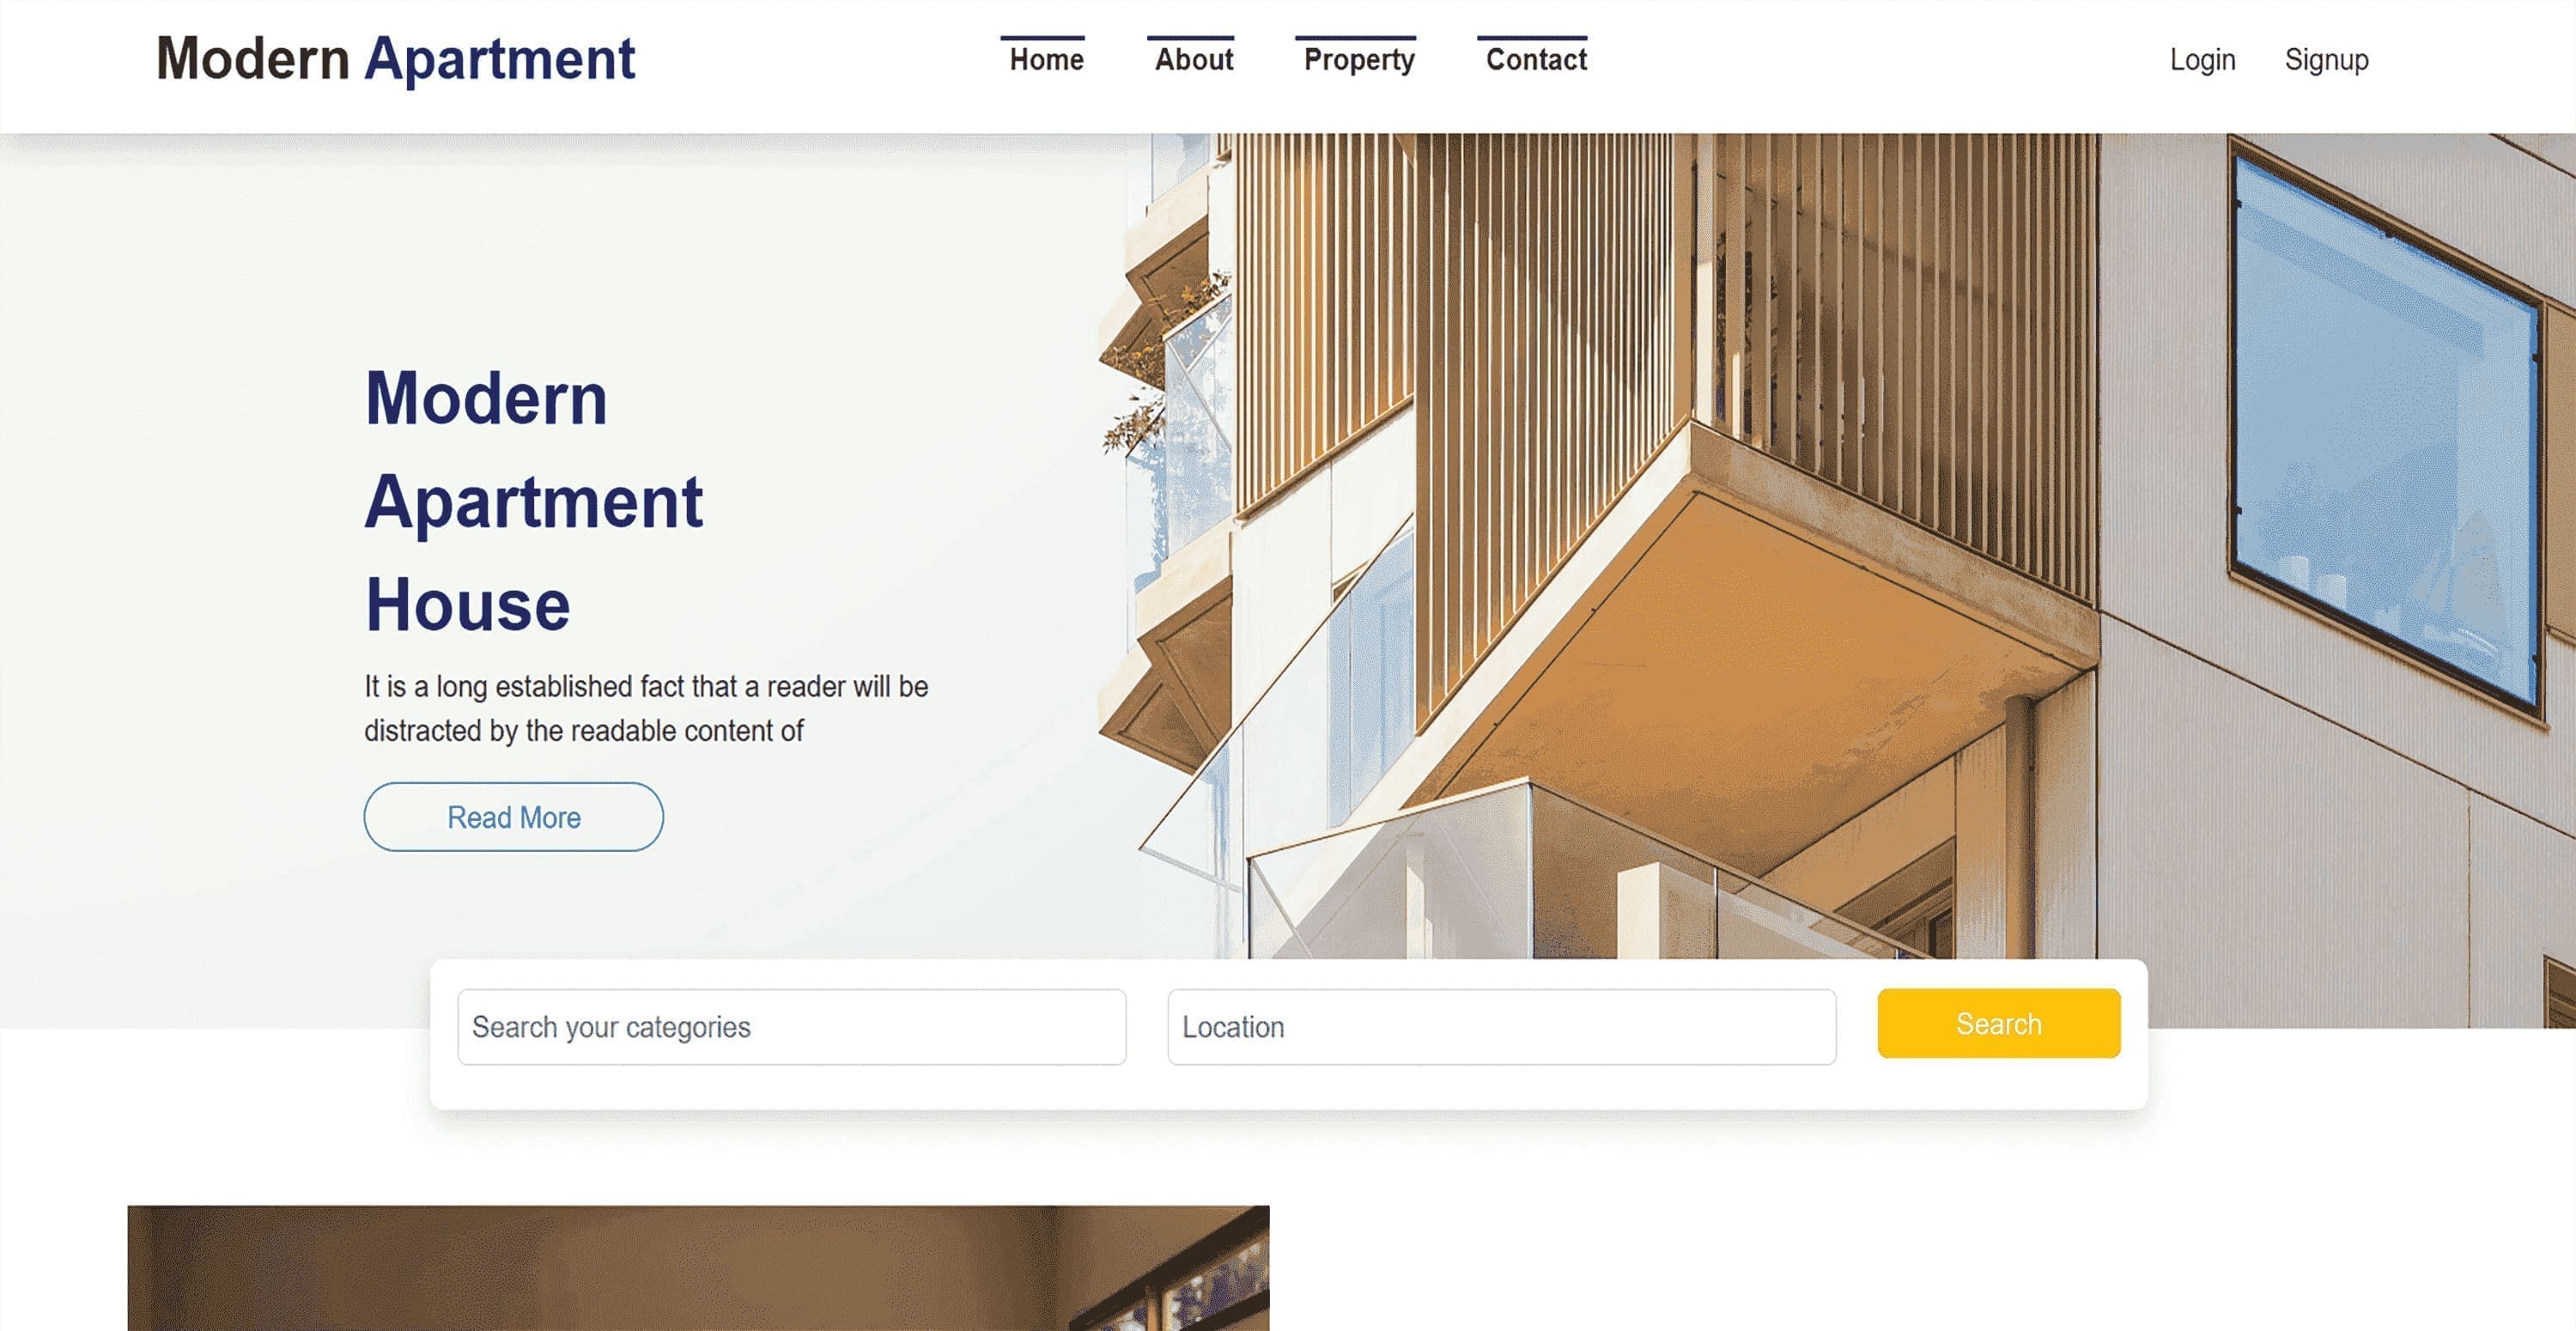 Modern Apartment
Home About Property Contact
Login Signup
Modern
Apartment
House
It is a long established fact that a reader will be
distracted by the readable content of
Read More
Search your categories
Location
Search